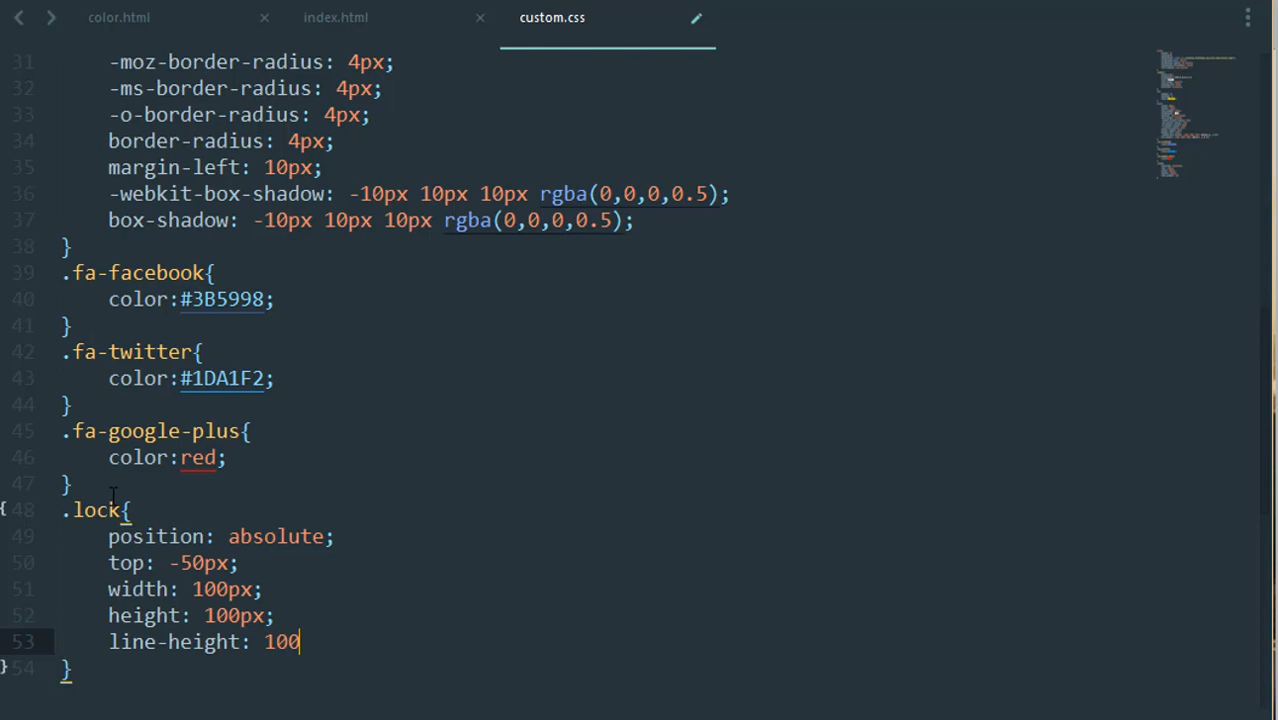 color.html index.html custom.css
31 -moz-border-radius: 4px;
32 -ms-border-radius: 4px;
33 -o-border-radius: 4px;
34 border-radius: 4px;
35 margin-left: 10px;
36 -webkit-box-shadow: -10px 10px 10px rgba(0,0,0,0.5);
37 box-shadow: -10px 10px 10px rgba(0,0,0,0.5);
38 }
39 .fa-facebook{
40 color:#3B5998;
41 }
42 .fa-twitter{
43 color:#1DA1F2;
44 }
45 .fa-google-plus{
46 color:red;
47 }
{ 48 .lock{
49 position: absolute;
50 top: -50px;
51 width: 100px;
52 height: 100px;
53 line-height: 100
} 54 }